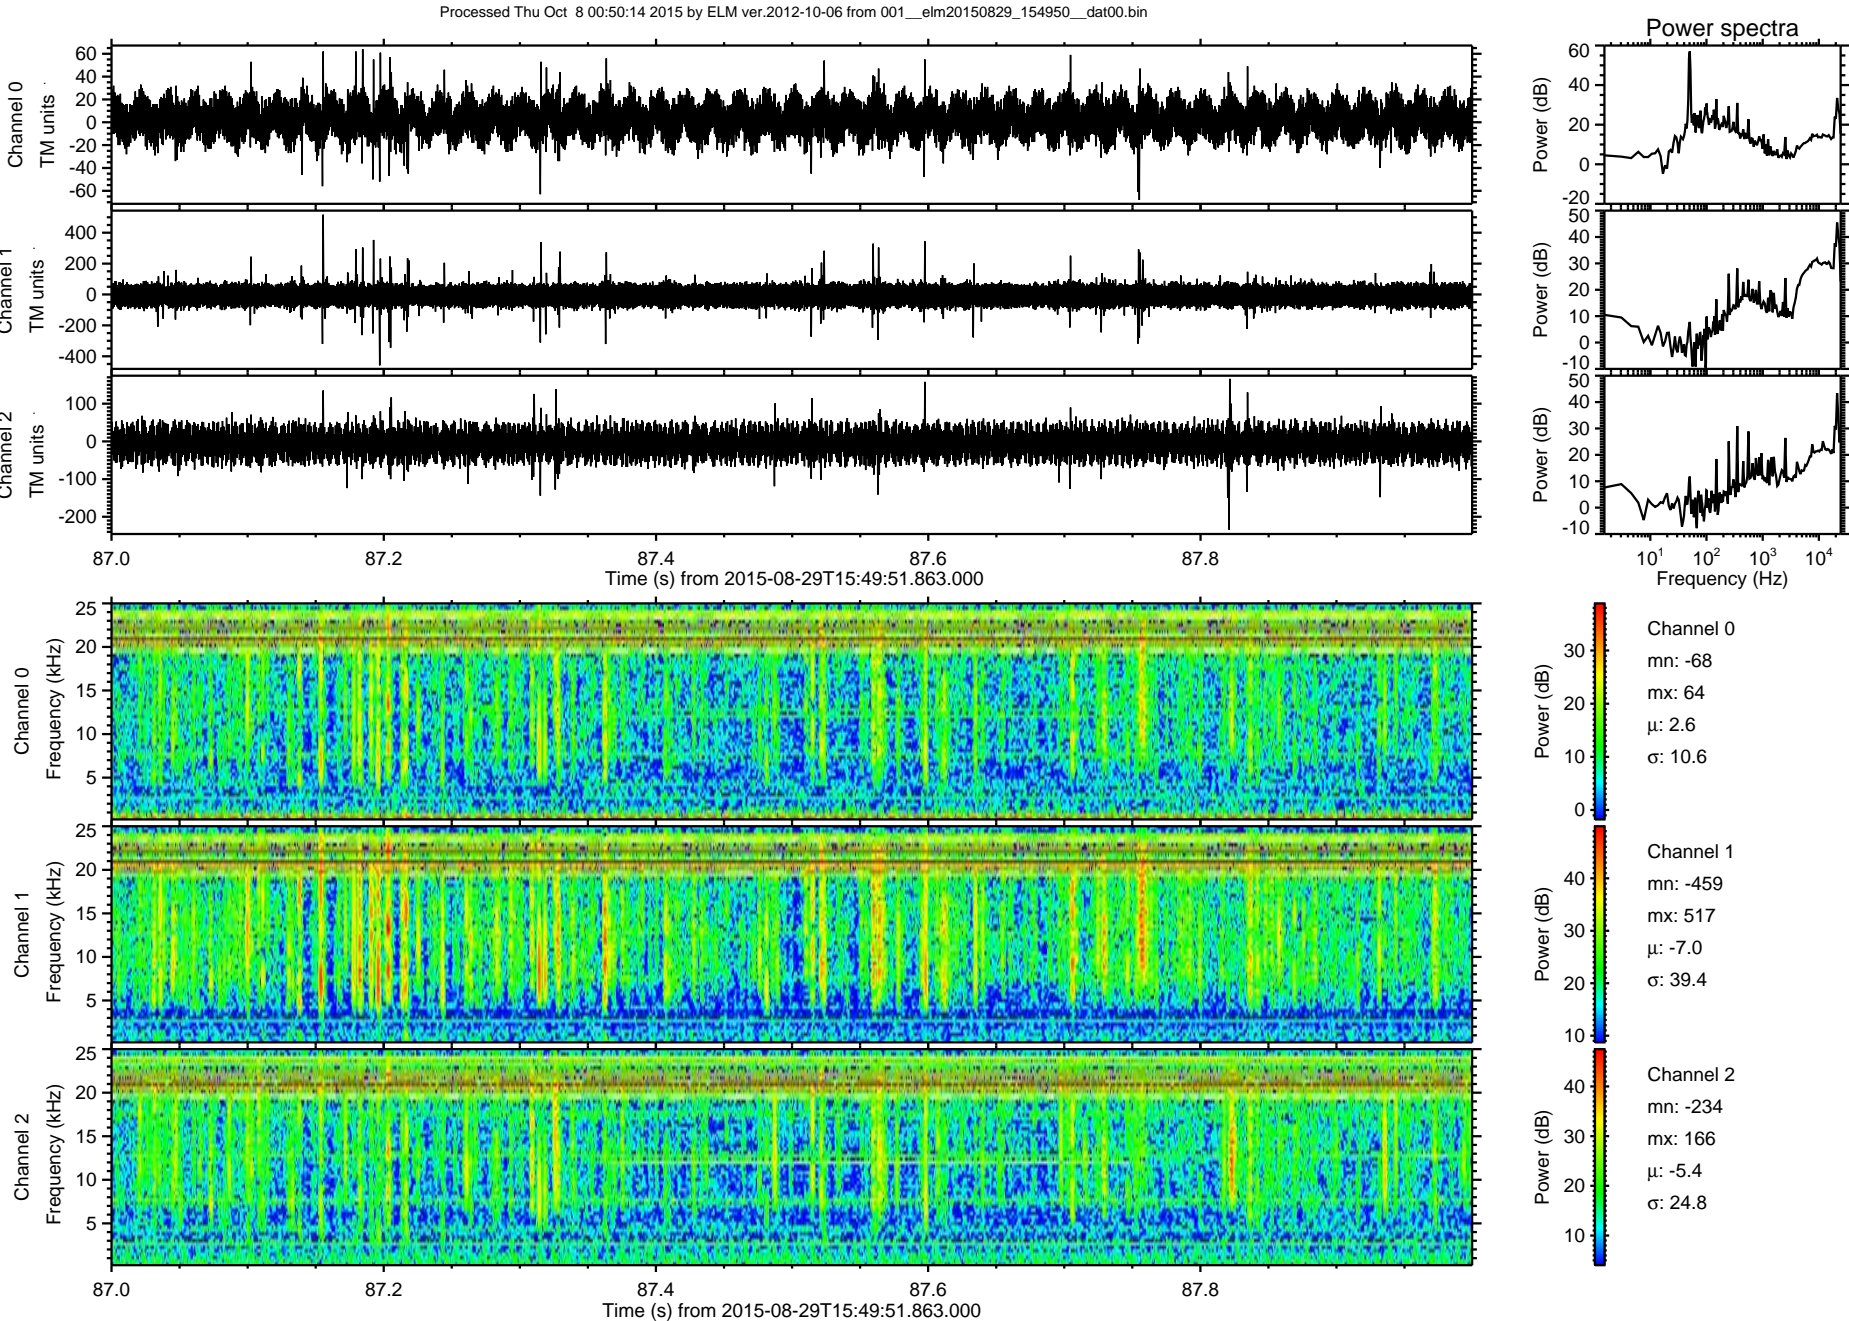 Processed Thu Oct 8 00:50:14 2015 by ELM ver.2012-10-06 from 001__elm20150829_154950__dat00.bin
Power spectra
Channel 0
TM units
60
40
20
0
-20
-40
-60
Power (dB)
60
40
20
0
-20
Channel 1
TM units
400
200
0
-200
-400
Power (dB)
50
40
30
20
10
0
-10
Channel 2
TM units
100
0
-100
-200
Power (dB)
50
40
30
20
10
0
-10
87.0 87.2 87.4 87.6 87.8
Time (s) from 2015-08-29T15:49:51.863.000
10¹ 10² 10³ 10⁴
Frequency (Hz)
Channel 0
Frequency (kHz)
25
20
15
10
5
Power (dB)
30
20
10
0
Channel 0
mn: -68
mx: 64
μ: 2.6
σ: 10.6
Channel 1
Frequency (kHz)
25
20
15
10
5
Power (dB)
40
30
20
10
Channel 1
mn: -459
mx: 517
μ: -7.0
σ: 39.4
Channel 2
Frequency (kHz)
25
20
15
10
5
Power (dB)
40
30
20
10
Channel 2
mn: -234
mx: 166
μ: -5.4
σ: 24.8
87.0 87.2 87.4 87.6 87.8
Time (s) from 2015-08-29T15:49:51.863.000